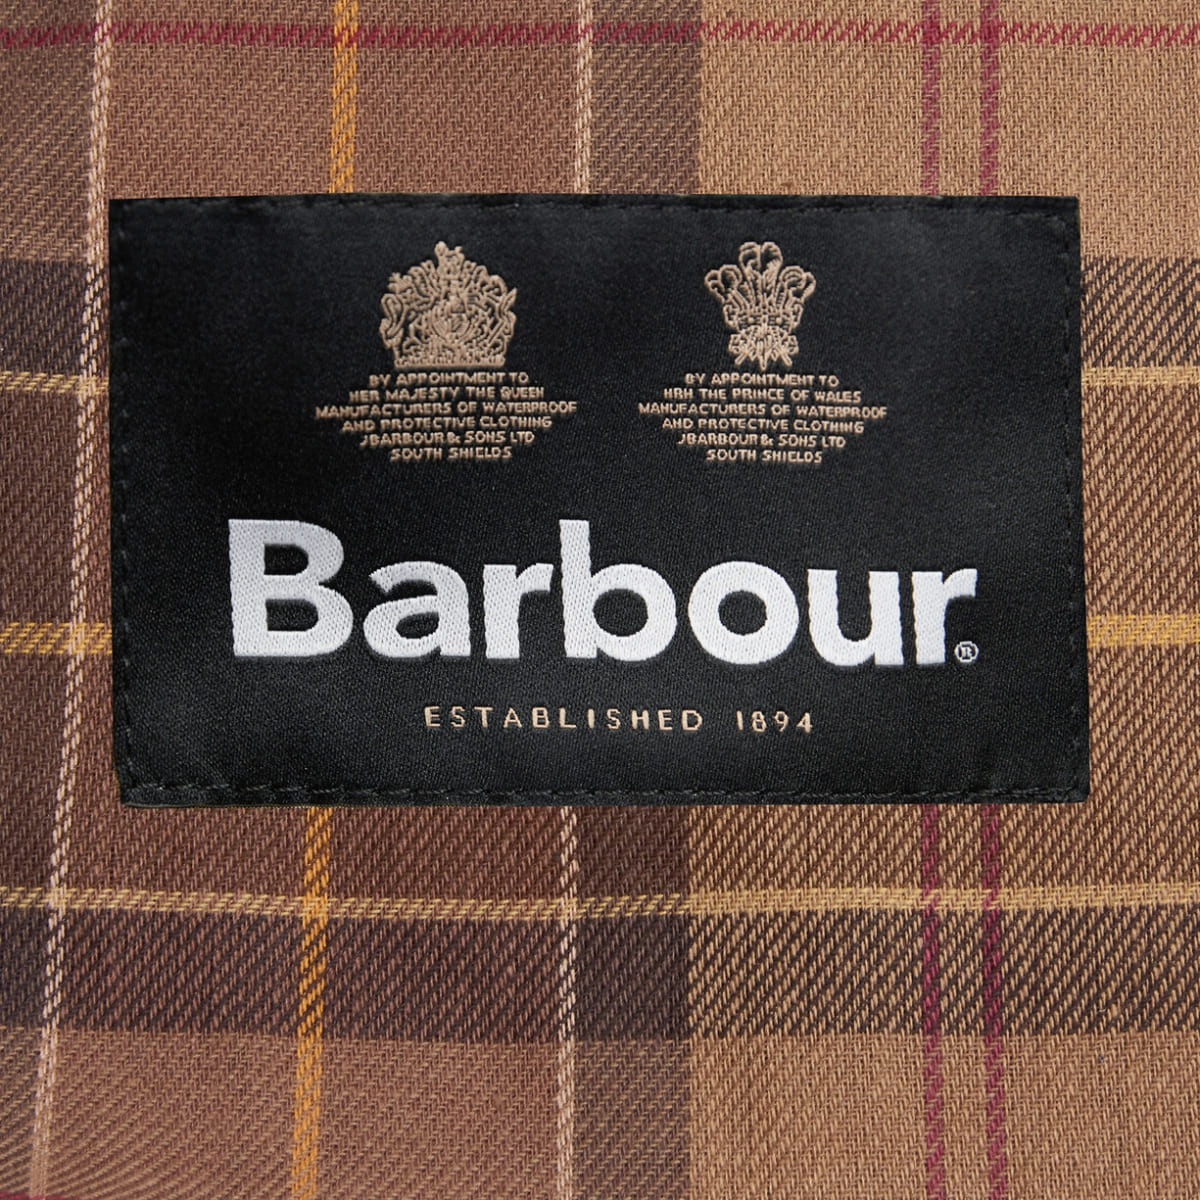 BY APPOINTMENT TO
HER MAJESTY THE QUEEN
MANUFACTURERS OF WATERPROOF
AND PROTECTIVE CLOTHING
JBARBOUR & SONS LTD
SOUTH SHIELDS
BY APPOINTMENT TO
HRH THE PRINCE OF WALES
MANUFACTURERS OF WATERPROOF
AND PROTECTIVE CLOTHING
JBARBOUR & SONS LTD
SOUTH SHIELDS
Barbour®
ESTABLISHED 1894